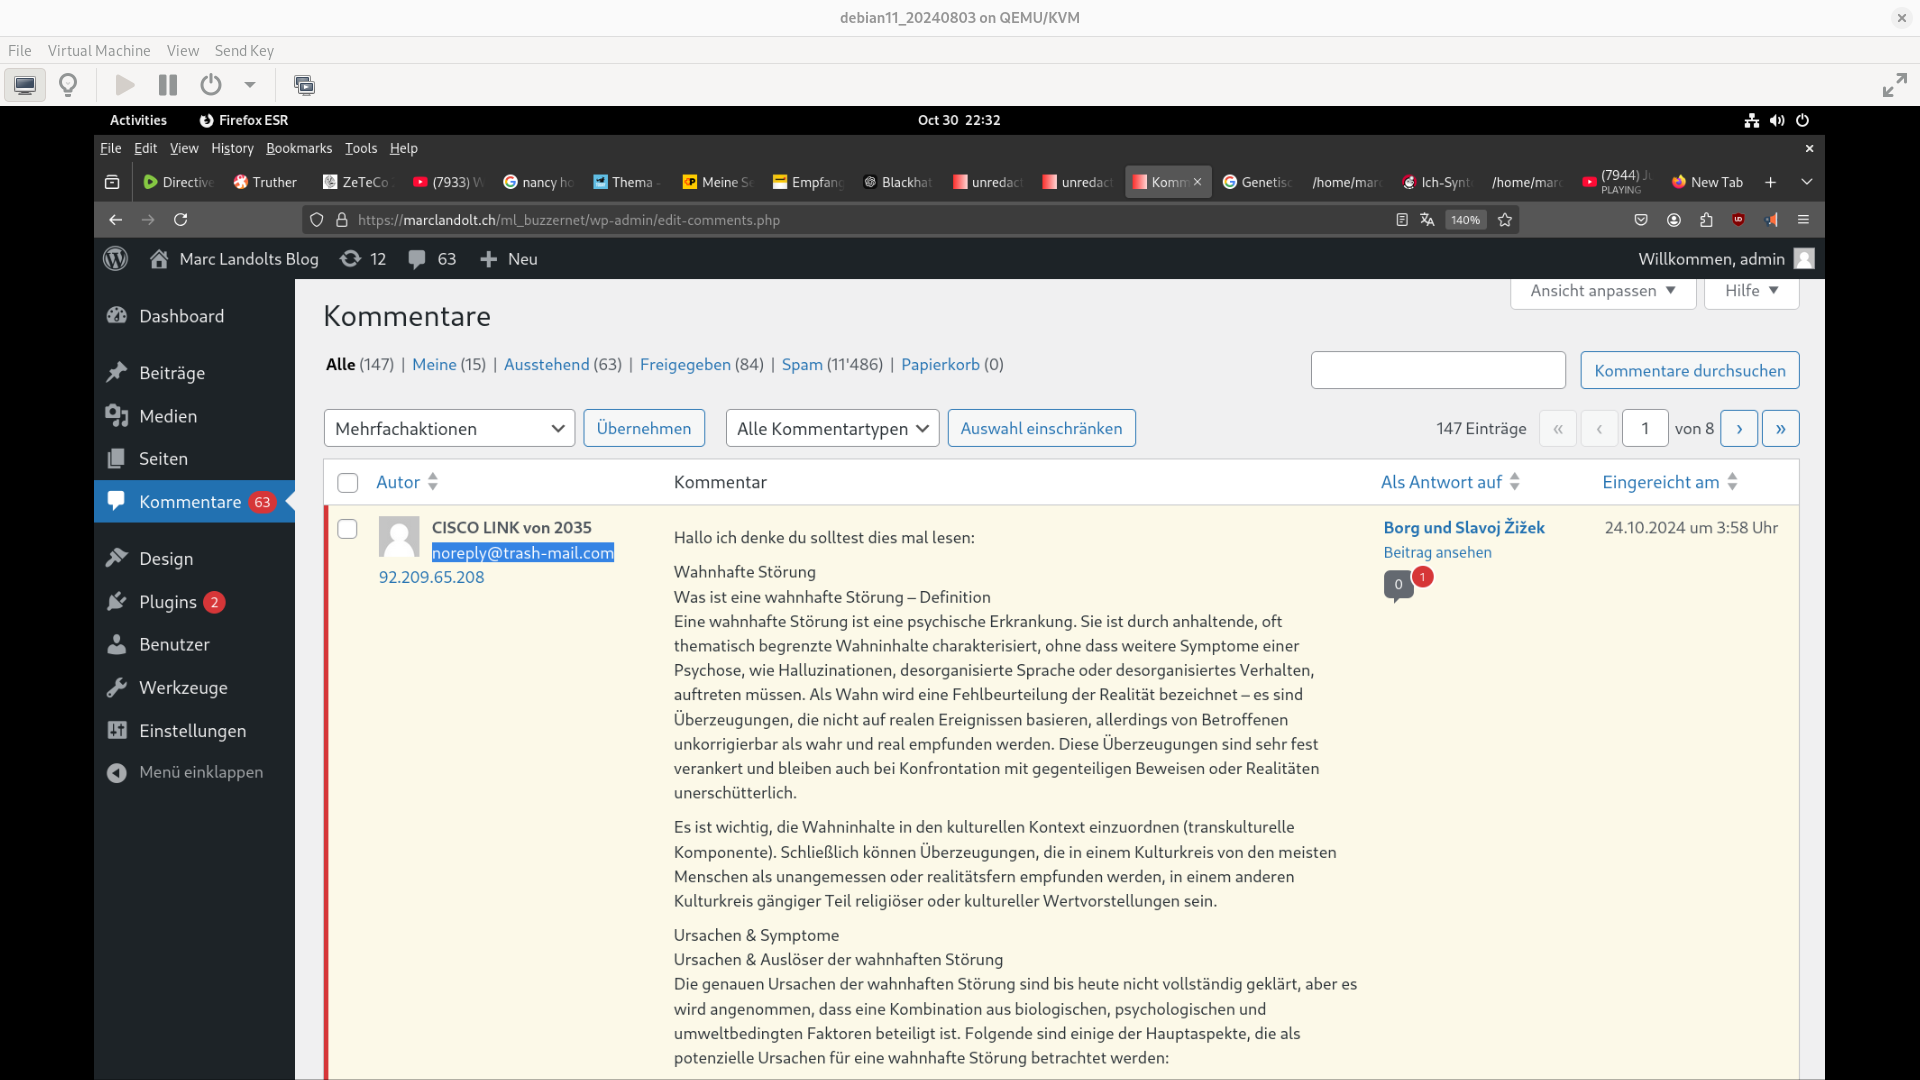 debian11_20240803 on QEMU/KVM
File Virtual Machine View Send Key
Activities Firefox ESR Oct 30 22:32
File Edit View History Bookmarks Tools Help
Directive Truther ZeTeCo (7933) nancy ho Thema - Meine Se Empfang Blackhat unredact unredact Komm Genetisc /home/marc Ich-Synt /home/marc (7944) New Tab
PLAYING
https://marclandolt.ch/ml_buzzernet/wp-admin/edit-comments.php 140%
Marc Landolts Blog 12 63 Neu Willkommen, admin
Dashboard
Beiträge
Medien
Seiten
Kommentare 63
Design
Plugins 2
Benutzer
Werkzeuge
Einstellungen
Menü einklappen
Ansicht anpassen Hilfe
Kommentare
Alle (147) | Meine (15) | Ausstehend (63) | Freigegeben (84) | Spam (11'486) | Papierkorb (0)
Kommentare durchsuchen
Mehrfachaktionen Übernehmen Alle Kommentartypen Auswahl einschränken 147 Einträge « ‹ 1 von 8 › »
Autor Kommentar Als Antwort auf Eingereicht am
CISCO LINK von 2035
noreply@trash-mail.com
92.209.65.208
Hallo ich denke du solltest dies mal lesen:
Wahnhafte Störung
Was ist eine wahnhafte Störung – Definition
Eine wahnhafte Störung ist eine psychische Erkrankung. Sie ist durch anhaltende, oft
thematisch begrenzte Wahninhalte charakterisiert, ohne dass weitere Symptome einer
Psychose, wie Halluzinationen, desorganisierte Sprache oder desorganisiertes Verhalten,
auftreten müssen. Als Wahn wird eine Fehlbeurteilung der Realität bezeichnet – es sind
Überzeugungen, die nicht auf realen Ereignissen basieren, allerdings von Betroffenen
unkorrigierbar als wahr und real empfunden werden. Diese Überzeugungen sind sehr fest
verankert und bleiben auch bei Konfrontation mit gegenteiligen Beweisen oder Realitäten
unerschütterlich.
Es ist wichtig, die Wahninhalte in den kulturellen Kontext einzuordnen (transkulturelle
Komponente). Schließlich können Überzeugungen, die in einem Kulturkreis von den meisten
Menschen als unangemessen oder realitätsfern empfunden werden, in einem anderen
Kulturkreis gängiger Teil religiöser oder kultureller Wertvorstellungen sein.
Ursachen & Symptome
Ursachen & Auslöser der wahnhaften Störung
Die genauen Ursachen der wahnhaften Störung sind bis heute nicht vollständig geklärt, aber es
wird angenommen, dass eine Kombination aus biologischen, psychologischen und
umweltbedingten Faktoren beteiligt ist. Folgende sind einige der Hauptaspekte, die als
potenzielle Ursachen für eine wahnhafte Störung betrachtet werden:
Borg und Slavoj Žižek
Beitrag ansehen
0 1
24.10.2024 um 3:58 Uhr